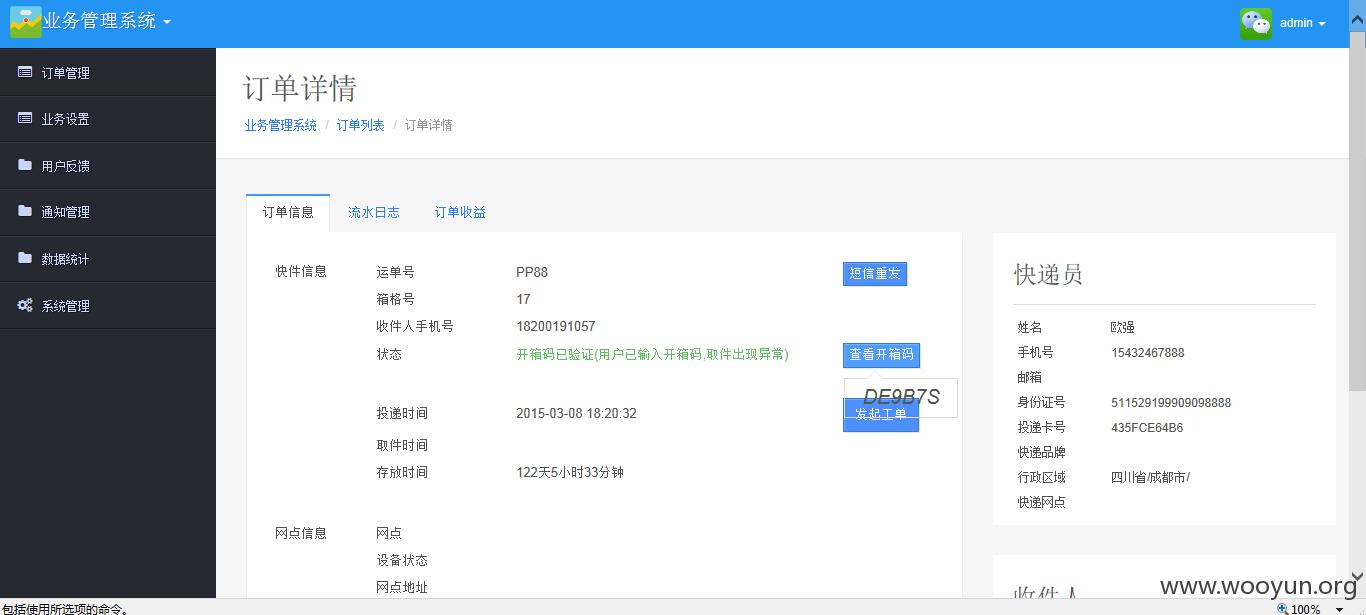 业务管理系统
admin
订单管理
业务设置
用户反馈
通知管理
数据统计
系统管理
订单详情
业务管理系统 / 订单列表 / 订单详情
订单信息 流水日志 订单收益
快件信息 运单号 PP88 短信重发
箱格号 17
收件人手机号 18200191057
状态 开箱码已验证(用户已输入开箱码,取件出现异常) 查看开箱码
DE9B7S
投递时间 2015-03-08 18:20:32 发起工单
取件时间
存放时间 122天5小时33分钟
网点信息 网点
设备状态
网点地址
快递员
姓名 欧强
手机号 15432467888
邮箱
身份证号 511529199909098888
投递卡号 435FCE64B6
快递品牌
行政区域 四川省/成都市/
快递网点
收件人
www.wooyun.org
包括使用所选项的命令。
100%